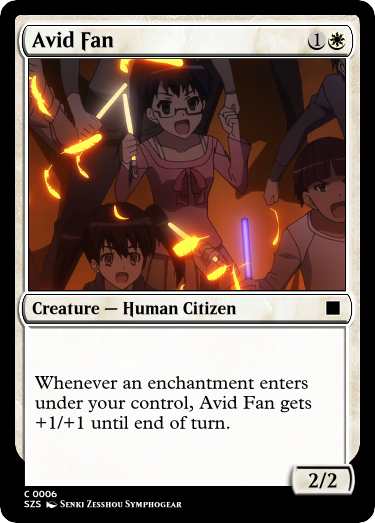 Avid Fan 1
Creature — Human Citizen
Whenever an enchantment enters
under your control, Avid Fan gets
+1/+1 until end of turn.
2/2
C 0006
SZS Senki Zesshou Symphogear